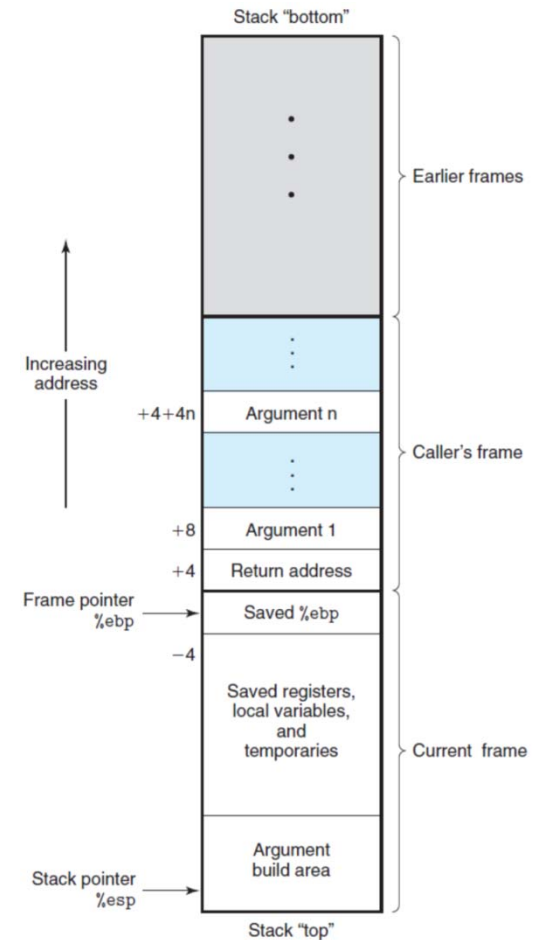 Stack “bottom”
Earlier frames
Increasing
address
+4+4n
Argument n
Caller’s frame
+8
Argument 1
+4
Return address
Frame pointer
%ebp
Saved %ebp
−4
Saved registers,
local variables,
and
temporaries
Current frame
Argument
build area
Stack pointer
%esp
Stack “top”